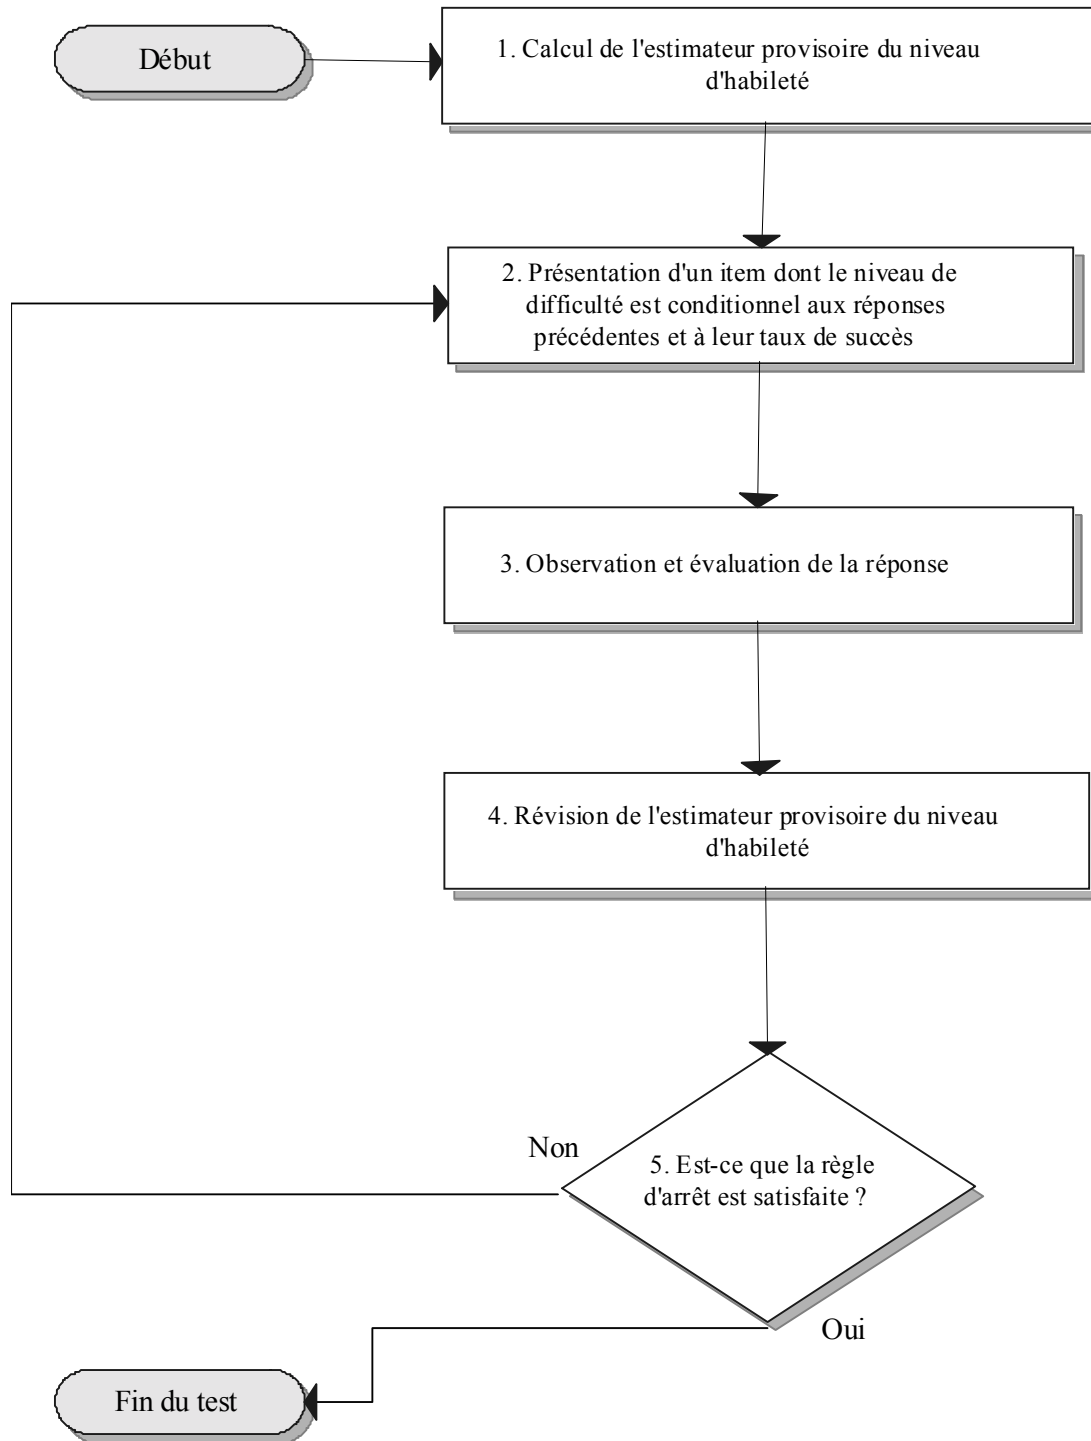 Début
1. Calcul de l'estimateur provisoire du niveau
d'habileté
2. Présentation d'un item dont le niveau de
difficulté est conditionnel aux réponses
précédentes et à leur taux de succès
3. Observation et évaluation de la réponse
4. Révision de l'estimateur provisoire du niveau
d'habileté
Non
5. Est-ce que la règle
d'arrêt est satisfaite ?
Oui
Fin du test